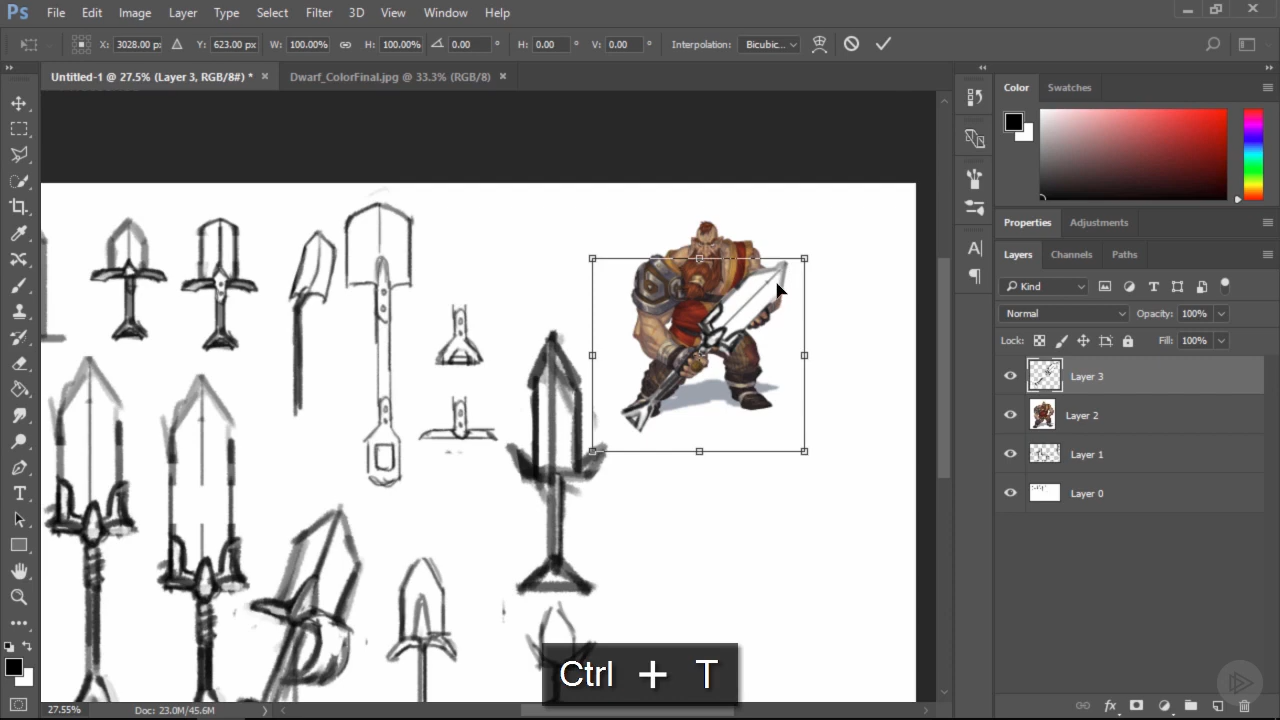 Ps File Edit Image Layer Type Select Filter 3D View Window Help
X: 3028.00 px Y: 623.00 px W: 100.00% H: 100.00% 0.00 ° H: 0.00 ° V: 0.00 ° Interpolation: Bicubic...
Untitled-1 @ 27.5% (Layer 3, RGB/8#) * × Dwarf_ColorFinal.jpg @ 33.3% (RGB/8) ×
Color Swatches
Properties Adjustments
Layers Channels Paths
Kind
Normal Opacity: 100%
Lock: Fill: 100%
Layer 3
Layer 2
Layer 1
Layer 0
Ctrl + T
27.55% Doc: 23.0M/45.6M